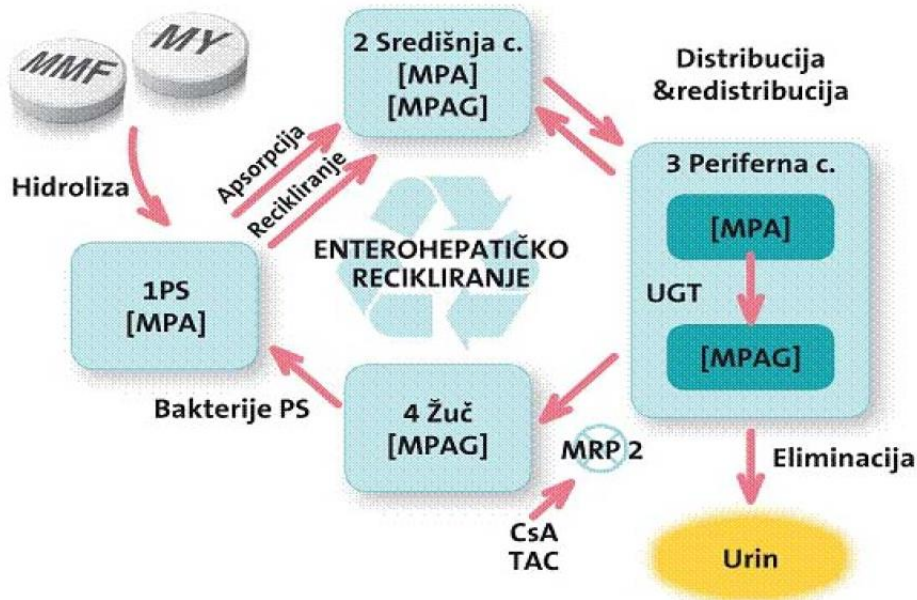 MMF
MY
Hidroliza
1PS
[MPA]
Apsorpcija
Recikliranje
2 Središnja c.
[MPA]
[MPAG]
Distribucija
&redistribucija
3 Periferna c.
[MPA]
UGT
[MPAG]
ENTEROHEPATIČKO
RECIKLIRANJE
Bakterije PS
4 Žuč
[MPAG]
MRP 2
CsA
TAC
Eliminacija
Urin